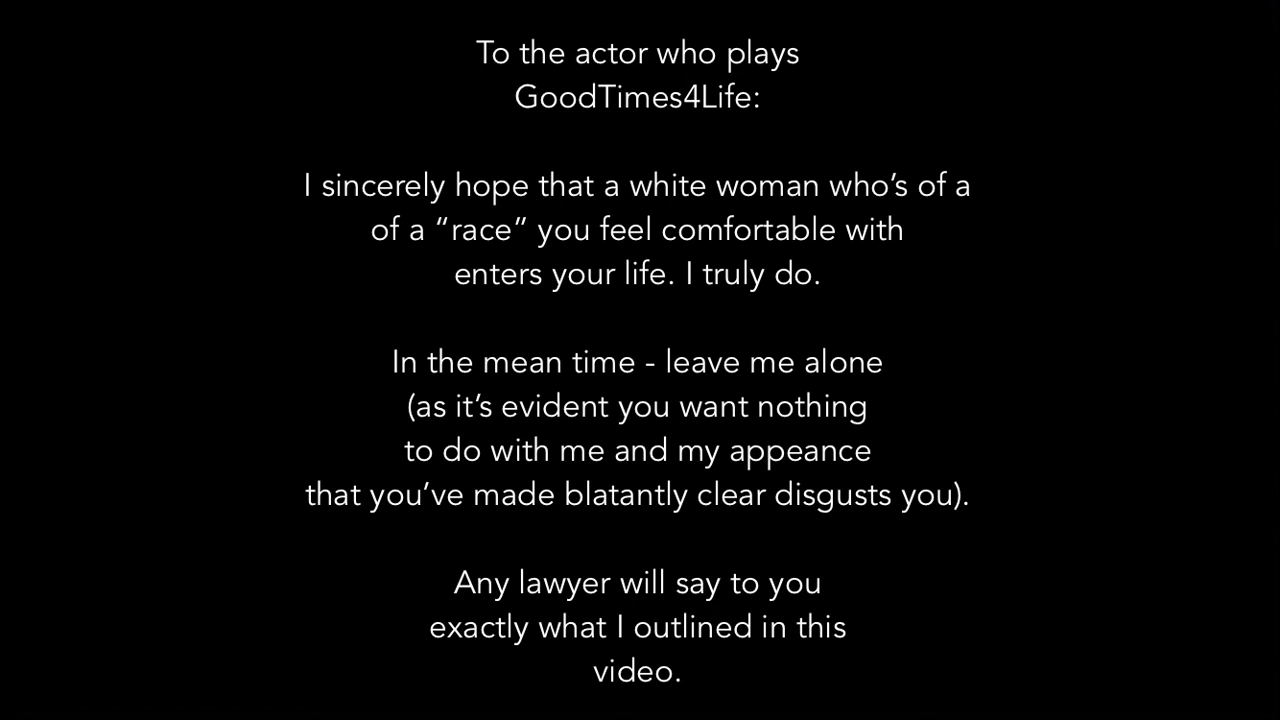 To the actor who plays
GoodTimes4Life:
I sincerely hope that a white woman who’s of a
of a “race” you feel comfortable with
enters your life. I truly do.
In the mean time - leave me alone
(as it’s evident you want nothing
to do with me and my appeance
that you’ve made blatantly clear disgusts you).
Any lawyer will say to you
exactly what I outlined in this
video.